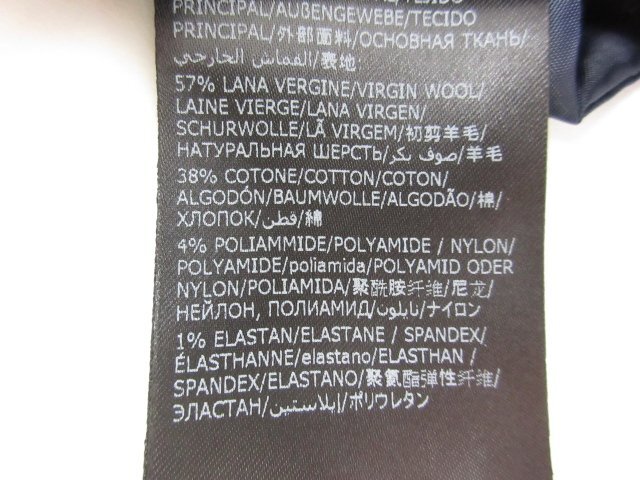 PRINCIPAL/AUßENGEWEBE/TECIDO
PRINCIPAL/外部面料/ОСНОВНАЯ ТКАНЬ/
القماش الخارجي/表地
57% LANA VERGINE/VIRGIN WOOL/
LAINE VIERGE/LANA VIRGEN/
SCHURWOLLE/LÃ VIRGEM/初剪羊毛/
НАТУРАЛЬНАЯ ШЕРСТЬ/صوف بكر/羊毛
38% COTONE/COTTON/COTON/
ALGODÓN/BAUMWOLLE/ALGODÃO/棉/
ХЛОПОК/قطن/綿
4% POLIAMMIDE/POLYAMIDE / NYLON/
POLYAMIDE/poliamida/POLYAMID ODER
NYLON/POLIAMIDA/聚酰胺纤维/尼龙/
НЕЙЛОН, ПОЛИАМИД/نايلون/ナイロン
1% ELASTAN/ELASTANE / SPANDEX/
ÉLASTHANNE/elastano/ELASTHAN /
SPANDEX/ELASTANO/聚氨酯弹性纤维/
ЭЛАСТАН/إيلاستين/ポリウレタン